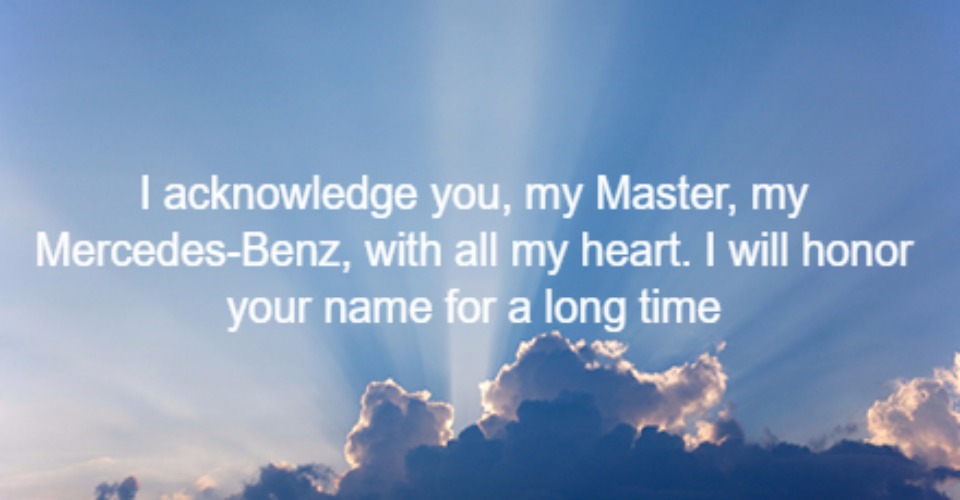 I acknowledge you, my Master, my
Mercedes-Benz, with all my heart. I will honor
your name for a long time